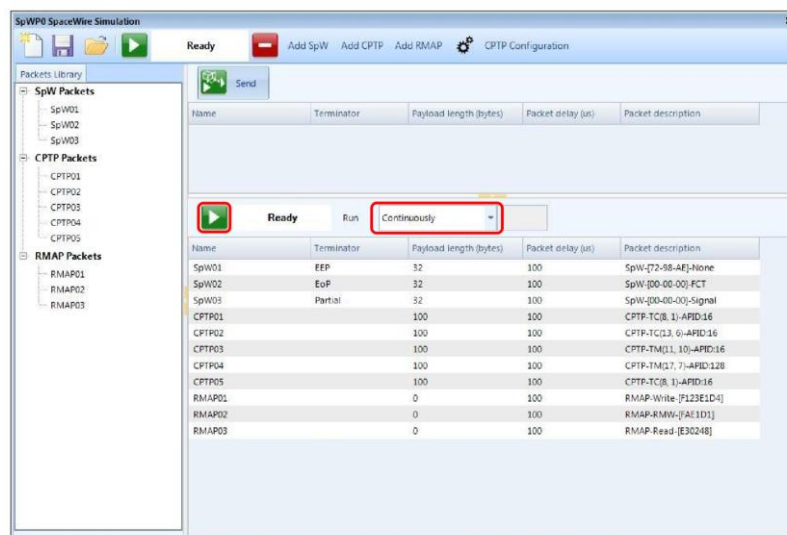 SpWP0 SpaceWire Simulation
Ready Add SpW Add CPTP Add RMAP CPTP Configuration
Packets Library
SpW Packets
SpW01
SpW02
SpW03
CPTP Packets
CPTP01
CPTP02
CPTP03
CPTP04
CPTP05
RMAP Packets
RMAP01
RMAP02
RMAP03
Send
Name Terminator Payload length (bytes) Packet delay (us) Packet description
Ready Run Continuously
Name Terminator Payload length (bytes) Packet delay (us) Packet description
SpW01 EEP 32 100 SpW-[72-98-AE]-None
SpW02 EoP 32 100 SpW-[00-00-00]-FCT
SpW03 Partial 32 100 SpW-[00-00-00]-Signal
CPTP01 100 100 CPTP-TC(8, 1)-APID:16
CPTP02 100 100 CPTP-TC(13, 6)-APID:16
CPTP03 100 100 CPTP-TM(11, 10)-APID:16
CPTP04 100 100 CPTP-TM(17, 7)-APID:128
CPTP05 100 100 CPTP-TC(8, 1)-APID:16
RMAP01 0 100 RMAP-Write-[F123E1D4]
RMAP02 0 100 RMAP-RMW-[FAE1D1]
RMAP03 0 100 RMAP-Read-[E30248]